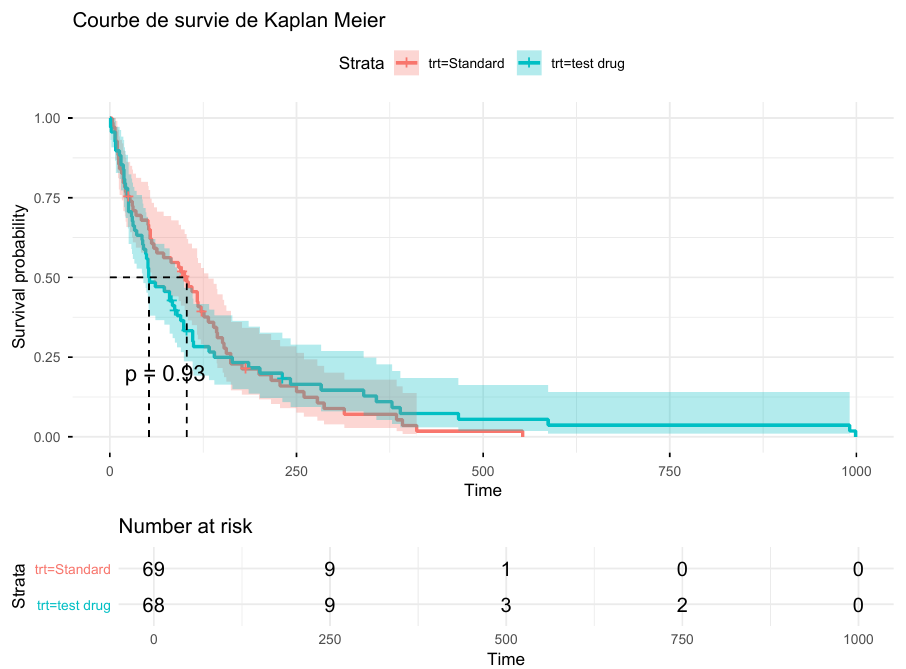 Courbe de survie de Kaplan Meier
Strata trt=Standard trt=test drug
1.00
0.75
0.50
0.25
0.00
Survival probability
p = 0.93
0 250 500 750 1000
Time
Number at risk
Strata
trt=Standard 69 9 1 0 0
trt=test drug 68 9 3 2 0
0 250 500 750 1000
Time